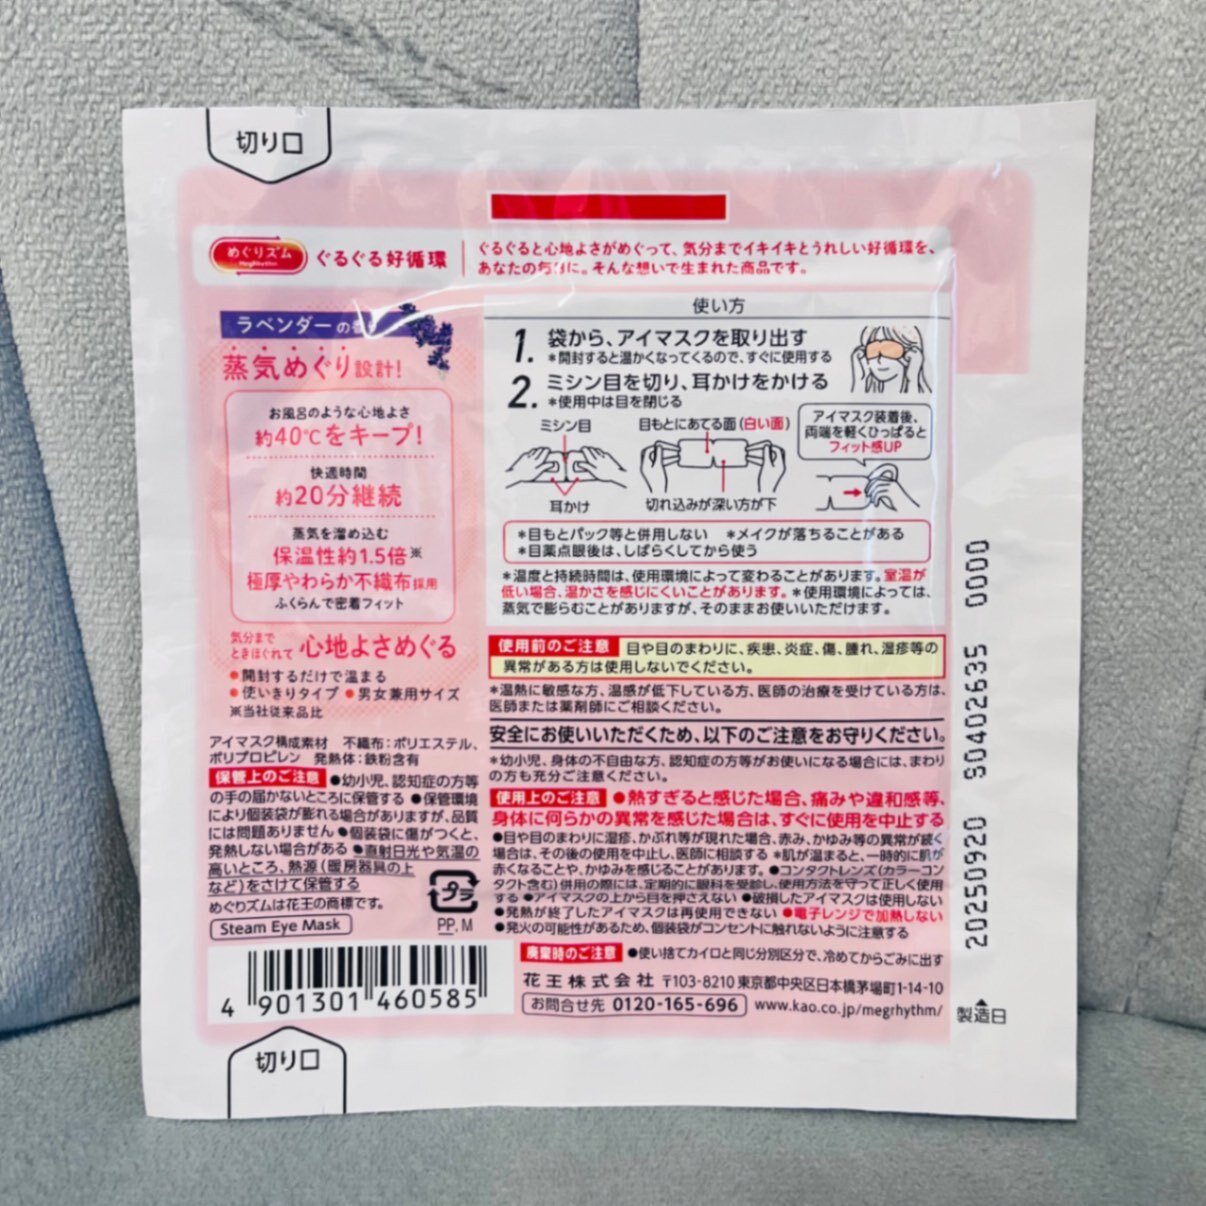 切り口
めぐりズム
MegRhythm
ぐるぐる好循環
ぐるぐると心地よさがめぐって、気分までイキイキとうれしい好循環を、
あなたの毎日に。そんな想いで生まれた商品です。
ラベンダーの香り
蒸気めぐり設計!
お風呂のような心地よさ
約40℃をキープ!
快適時間
約20分継続
蒸気を溜め込む
保温性約1.5倍※
極厚やわらか不織布採用
ふくらんで密着フィット
気分まで
ときほぐれて
心地よさめぐる
●開封するだけで温まる
●使いきりタイプ ●男女兼用サイズ
※当社従来品比
アイマスク構成素材 不織布:ポリエステル、
ポリプロピレン 発熱体:鉄粉含有
保管上のご注意 ●幼小児、認知症の方等
の手の届かないところに保管する ●保管環境
により個装袋が膨れる場合がありますが、品質
には問題ありません ●個装袋に傷がつくと、
発熱しない場合がある ●直射日光や気温の
高いところ、熱源(暖房器具の上
など)をさけて保管する
めぐりズムは花王の商標です。
Steam Eye Mask
プラ
PP, M
4 901301 460585
使い方
1. 袋から、アイマスクを取り出す
*開封すると温かくなってくるので、すぐに使用する
2. ミシン目を切り、耳かけをかける
*使用中は目を閉じる
ミシン目
耳かけ
目もとにあてる面(白い面)
切れ込みが深い方が下
アイマスク装着後、
両端を軽くひっぱると
フィット感UP
*目もとパック等と併用しない *メイクが落ちることがある
*目薬点眼後は、しばらくしてから使う
*温度と持続時間は、使用環境によって変わることがあります。室温が
低い場合、温かさを感じにくいことがあります。*使用環境によっては、
蒸気で膨らむことがありますが、そのままお使いいただけます。
使用前のご注意 目や目のまわりに、疾患、炎症、傷、腫れ、湿疹等の
異常がある方は使用しないでください。
*温熱に敏感な方、温感が低下している方、医師の治療を受けている方は、
医師または薬剤師にご相談ください。
安全にお使いいただくため、以下のご注意をお守りください。
*幼小児、身体の不自由な方、認知症の方等がお使いになる場合には、まわり
の方も充分ご注意ください。
使用上のご注意 ●熱すぎると感じた場合、痛みや違和感等、
身体に何らかの異常を感じた場合は、すぐに使用を中止する
●目や目のまわりに湿疹、かぶれ等が現れた場合、赤み、かゆみ等の異常が続く
場合は、その後の使用を中止し、医師に相談する *肌が温まると、一時的に肌が
赤くなることや、かゆみを感じることがあります。●コンタクトレンズ(カラーコン
タクト含む)併用の際には、定期的に眼科を受診し、使用方法を守って正しく使用
する ●アイマスクの上から目を押さえない ●破損したアイマスクは使用しない
●発熱が終了したアイマスクは再使用できない ●電子レンジで加熱しない
●発火の可能性があるため、個装袋がコンセントに触れないように注意する
廃棄時のご注意 ●使い捨てカイロと同じ分別区分で、冷めてからごみに出す
花王株式会社 〒103-8210 東京都中央区日本橋茅場町1-14-10
お問合せ先 0120-165-696 www.kao.co.jp/megrhythm/
20250920 S0402635 0000
製造日
切り口